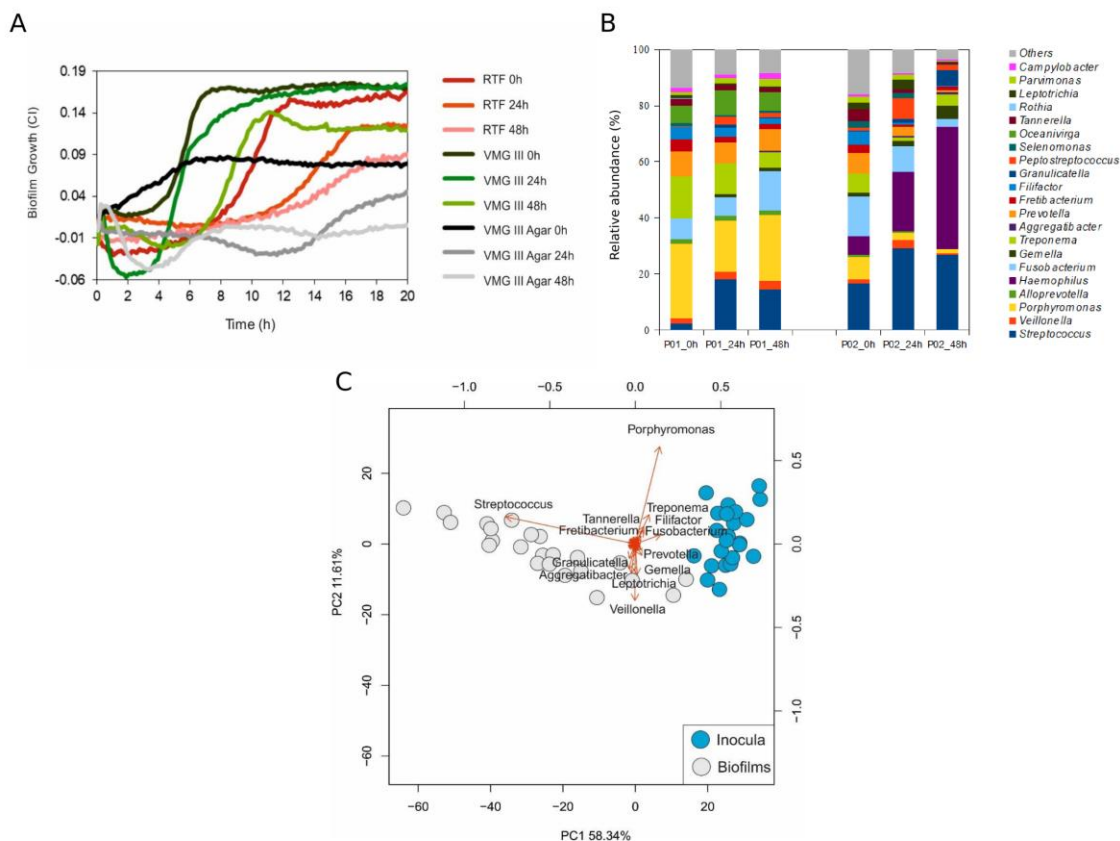 A
Biofilm Growth (CI)
0.19
0.14
0.09
0.04
-0.01
-0.06
0 2 4 6 8 10 12 14 16 18 20
Time (h)
RTF 0h
RTF 24h
RTF 48h
VMG III 0h
VMG III 24h
VMG III 48h
VMG III Agar 0h
VMG III Agar 24h
VMG III Agar 48h
B
Relative abundance (%)
100
80
60
40
20
0
P01_0h P01_24h P01_48h P02_0h P02_24h P02_48h
Others
Campylobacter
Parvimonas
Leptotrichia
Rothia
Tannerella
Oceanivirga
Selenomonas
Peptostreptococcus
Granulicatella
Filifactor
Fretibacterium
Prevotella
Aggregatibacter
Treponema
Gemella
Fusobacterium
Haemophilus
Alloprevotella
Porphyromonas
Veillonella
Streptococcus
C
−1.0 −0.5 0.0 0.5
PC2 11.61%
20
0
−20
−40
−60
0.5
0.0
−0.5
−1.0
Porphyromonas
Streptococcus
Treponema
Tannerella Filifactor
Fretibacterium Fusobacterium
Prevotella
Granulicatella
Gemella
Aggregatibacter
Leptotrichia
Veillonella
Inocula
Biofilms
−60 −40 −20 0 20
PC1 58.34%